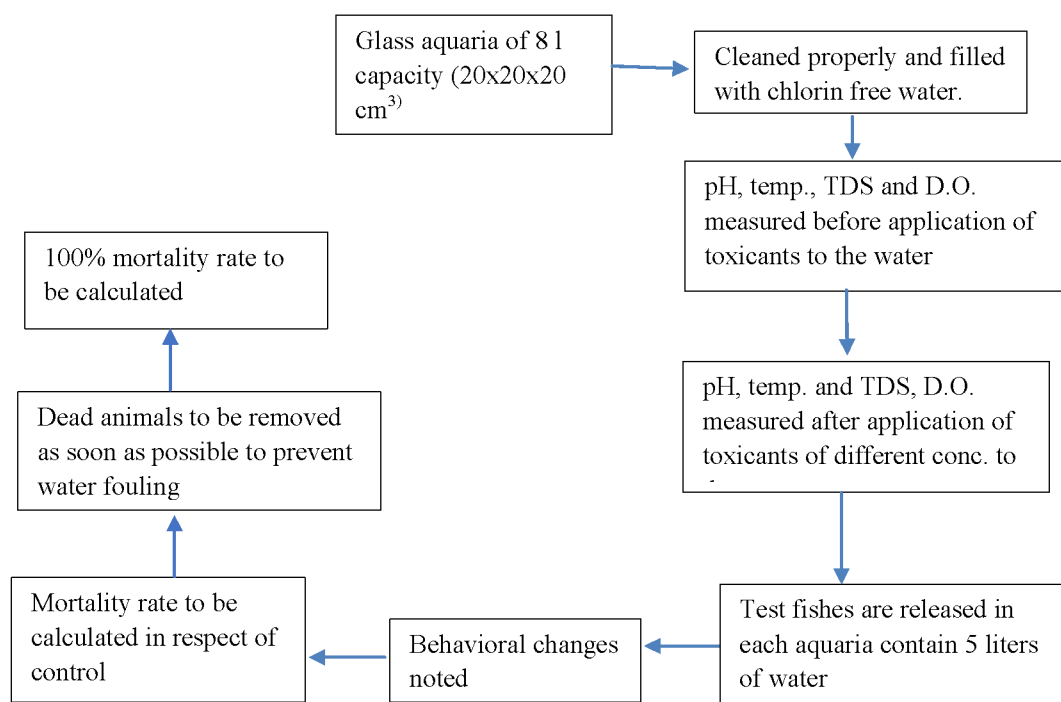 Glass aquaria of 8 l
capacity (20x20x20
cm3)
Cleaned properly and filled
with chlorin free water.
pH, temp., TDS and D.O.
measured before application of
toxicants to the water
pH, temp. and TDS, D.O.
measured after application of
toxicants of different conc. to
Test fishes are released in
each aquaria contain 5 liters
of water
Behavioral changes
noted
Mortality rate to be
calculated in respect of
control
Dead animals to be removed
as soon as possible to prevent
water fouling
100% mortality rate to
be calculated